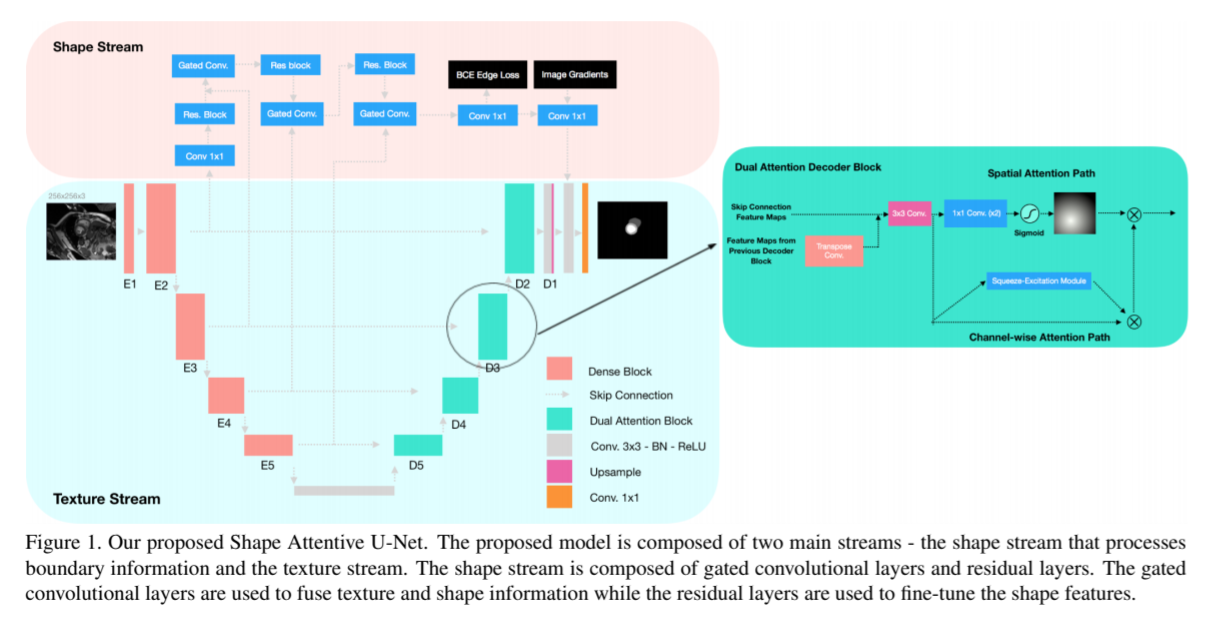 Shape Stream
Gated Conv.
Res block
Res. Block
BCE Edge Loss
Image Gradients
Res. Block
Gated Conv.
Gated Conv.
Conv 1x1
Conv 1x1
Conv 1x1
256x256x3
E1
E2
D2
D1
E3
D3
E4
D4
E5
D5
Texture Stream
Dense Block
Skip Connection
Dual Attention Block
Conv. 3x3 - BN - ReLU
Upsample
Conv. 1x1
Dual Attention Decoder Block
Spatial Attention Path
Skip Connection
Feature Maps
3x3 Conv.
1x1 Conv. (x2)
Sigmoid
Feature Maps from
Previous Decoder
Block
Transpose
Conv.
Squeeze-Excitation Module
Channel-wise Attention Path
Figure 1. Our proposed Shape Attentive U-Net. The proposed model is composed of two main streams - the shape stream that processes
boundary information and the texture stream. The shape stream is composed of gated convolutional layers and residual layers. The gated
convolutional layers are used to fuse texture and shape information while the residual layers are used to fine-tune the shape features.